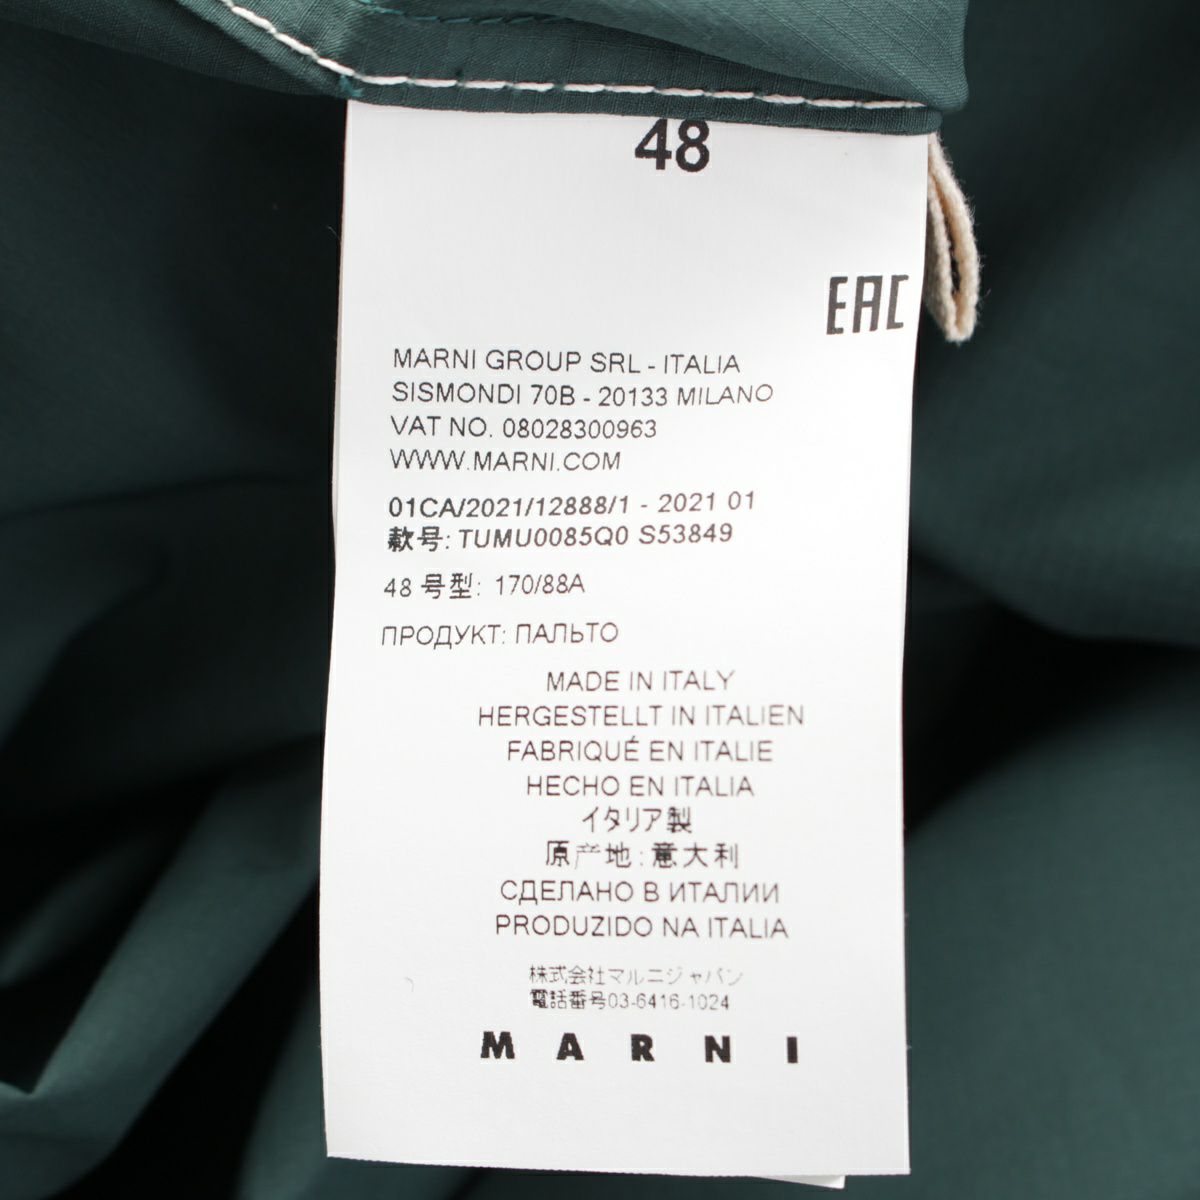 48
EAC
MARNI GROUP SRL - ITALIA
SISMONDI 70B - 20133 MILANO
VAT NO. 08028300963
WWW.MARNI.COM
01CA/2021/12888/1 - 2021 01
款号: TUMU0085Q0 S53849
48 号型: 170/88A
ПРОДУКТ: ПАЛЬТО
MADE IN ITALY
HERGESTELLT IN ITALIEN
FABRIQUÉ EN ITALIE
HECHO EN ITALIA
イタリア製
原产地: 意大利
СДЕЛАНО В ИТАЛИИ
PRODUZIDO NA ITALIA
株式会社マルニジャパン
電話番号03-6416-1024
MARNI